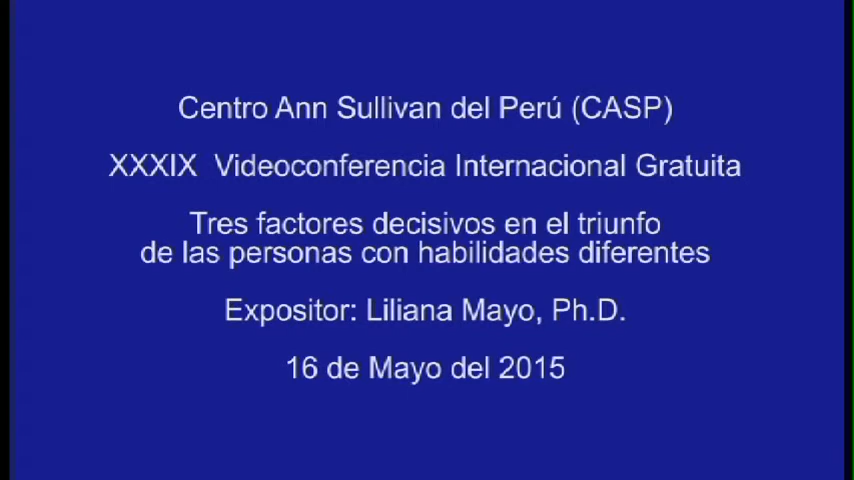 Centro Ann Sullivan del Perú (CASP)
XXXIX Videoconferencia Internacional Gratuita
Tres factores decisivos en el triunfo
de las personas con habilidades diferentes
Expositor: Liliana Mayo, Ph.D.
16 de Mayo del 2015